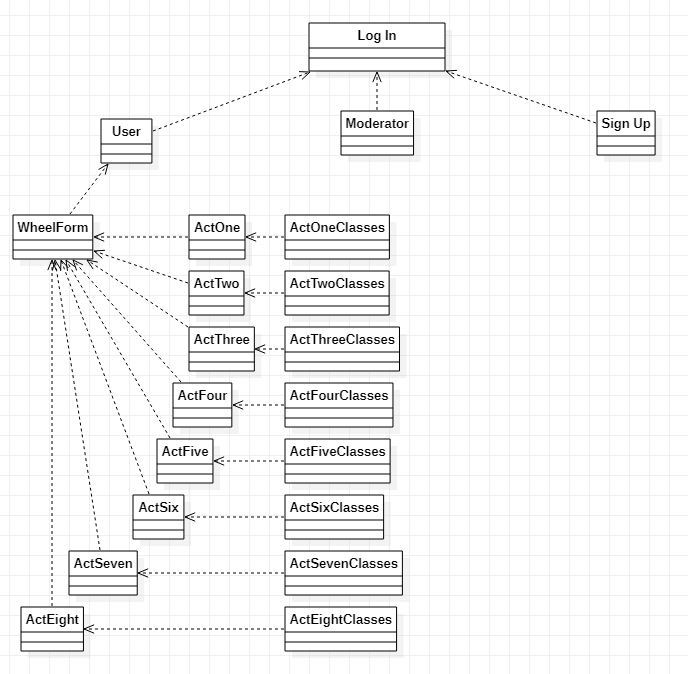 Log In
User
Moderator
Sign Up
WheelForm
ActOne
ActOneClasses
ActTwo
ActTwoClasses
ActThree
ActThreeClasses
ActFour
ActFourClasses
ActFive
ActFiveClasses
ActSix
ActSixClasses
ActSeven
ActSevenClasses
ActEight
ActEightClasses